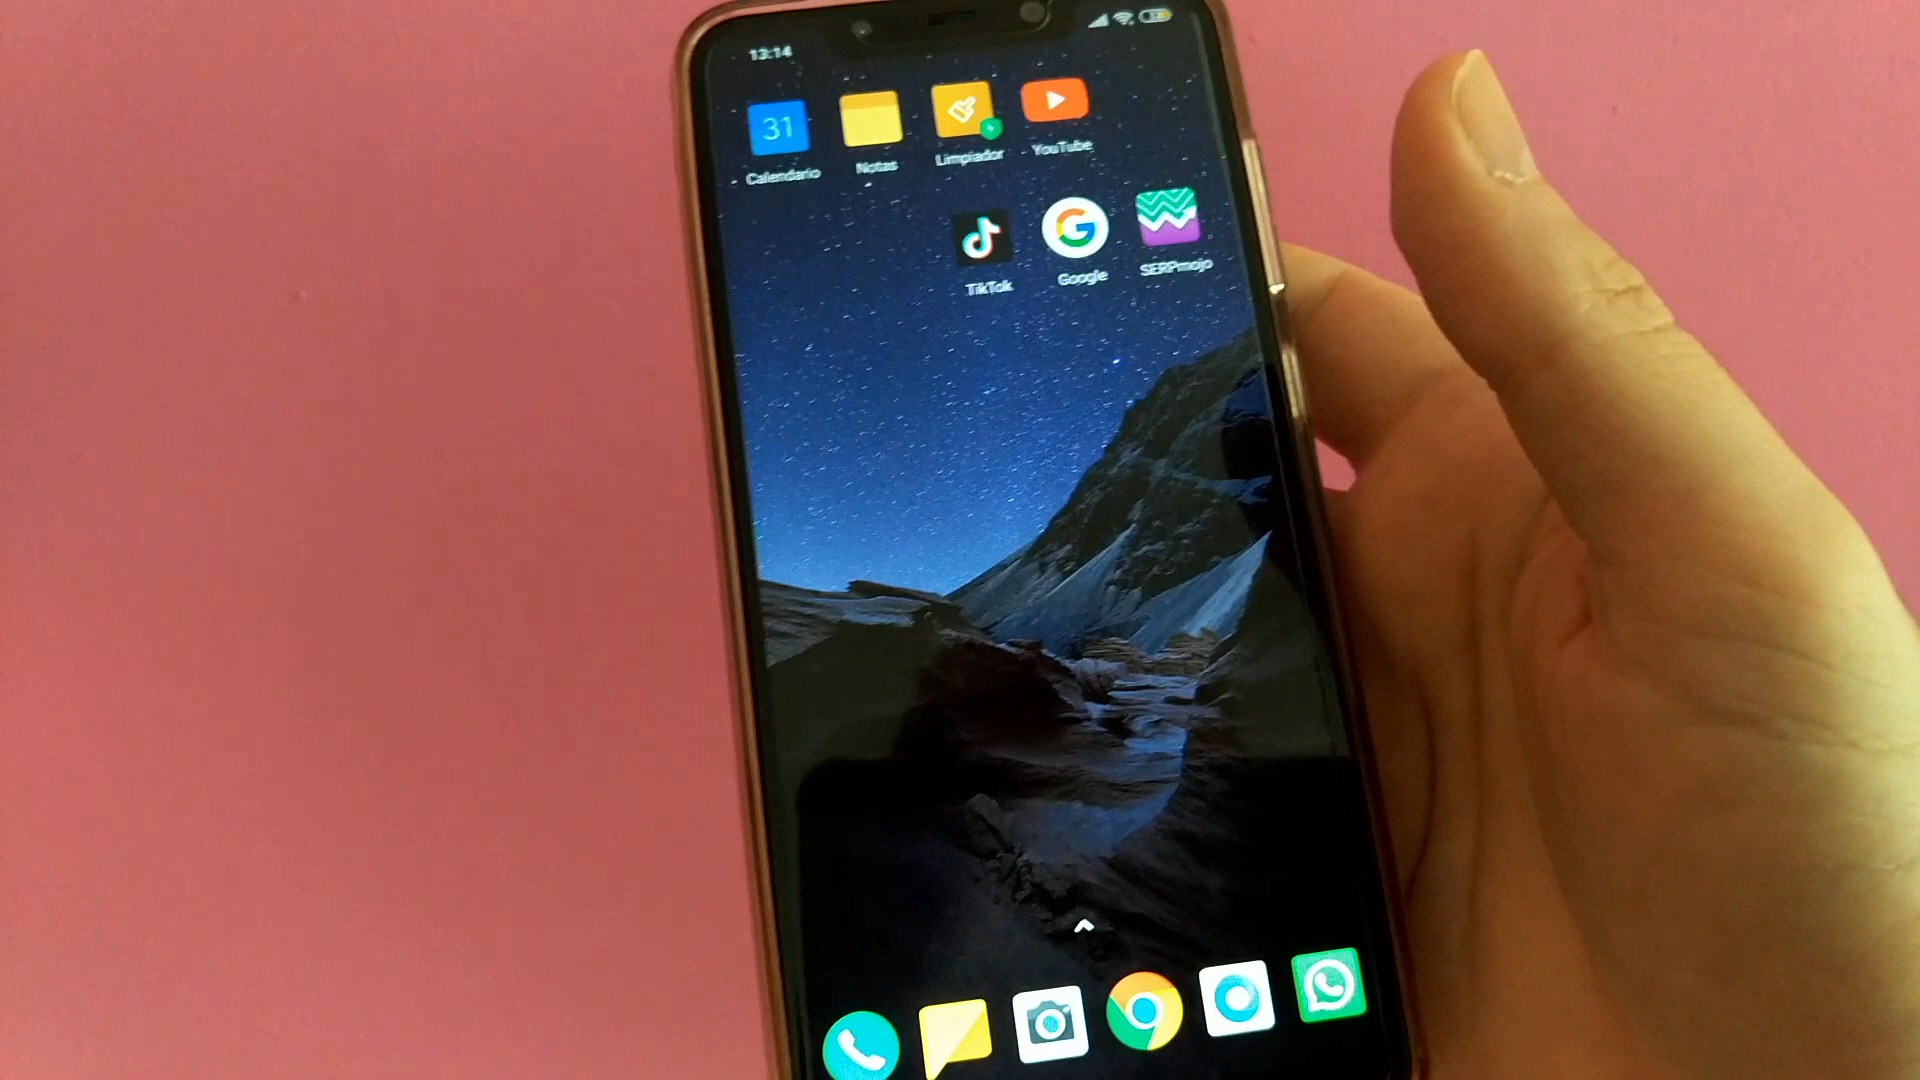 13:14
31
Calendario
Notas
Limpiador
YouTube
TikTok
Google
SERPmojo